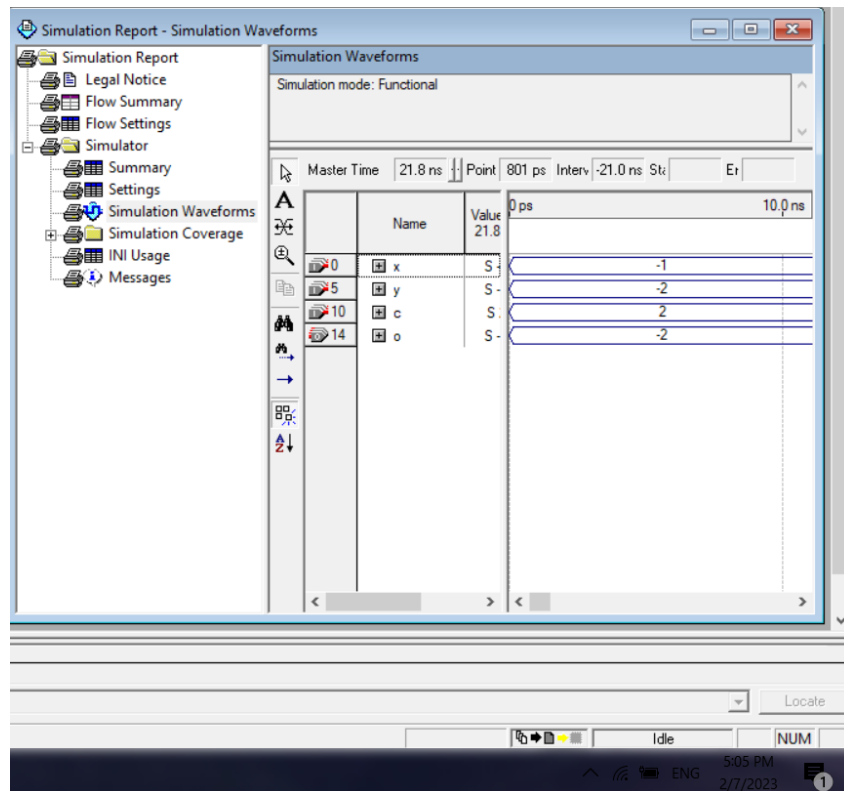 Simulation Report - Simulation Waveforms
Simulation Report
Legal Notice
Flow Summary
Flow Settings
Simulator
Summary
Settings
Simulation Waveforms
Simulation Coverage
INI Usage
Messages
Simulation Waveforms
Simulation mode: Functional
Master Time 21.8 ns Point 801 ps Interv -21.0 ns
Name Value 0 ps 10.0 ns
21.8
0 x S - -1
5 y S - -2
10 c S 2
14 o S - -2
Locate
Idle NUM
ENG 5:05 PM
2/7/2023 1